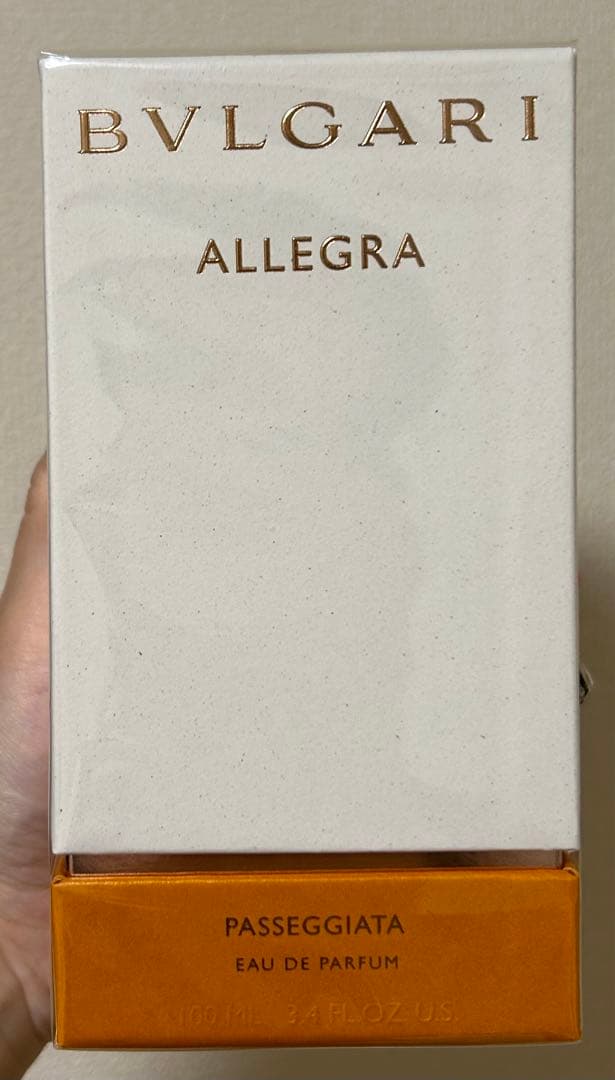 BVLGARI
ALLEGRA
PASSEGGIATA
EAU DE PARFUM
100 ML 3.4 FL.OZ U.S.